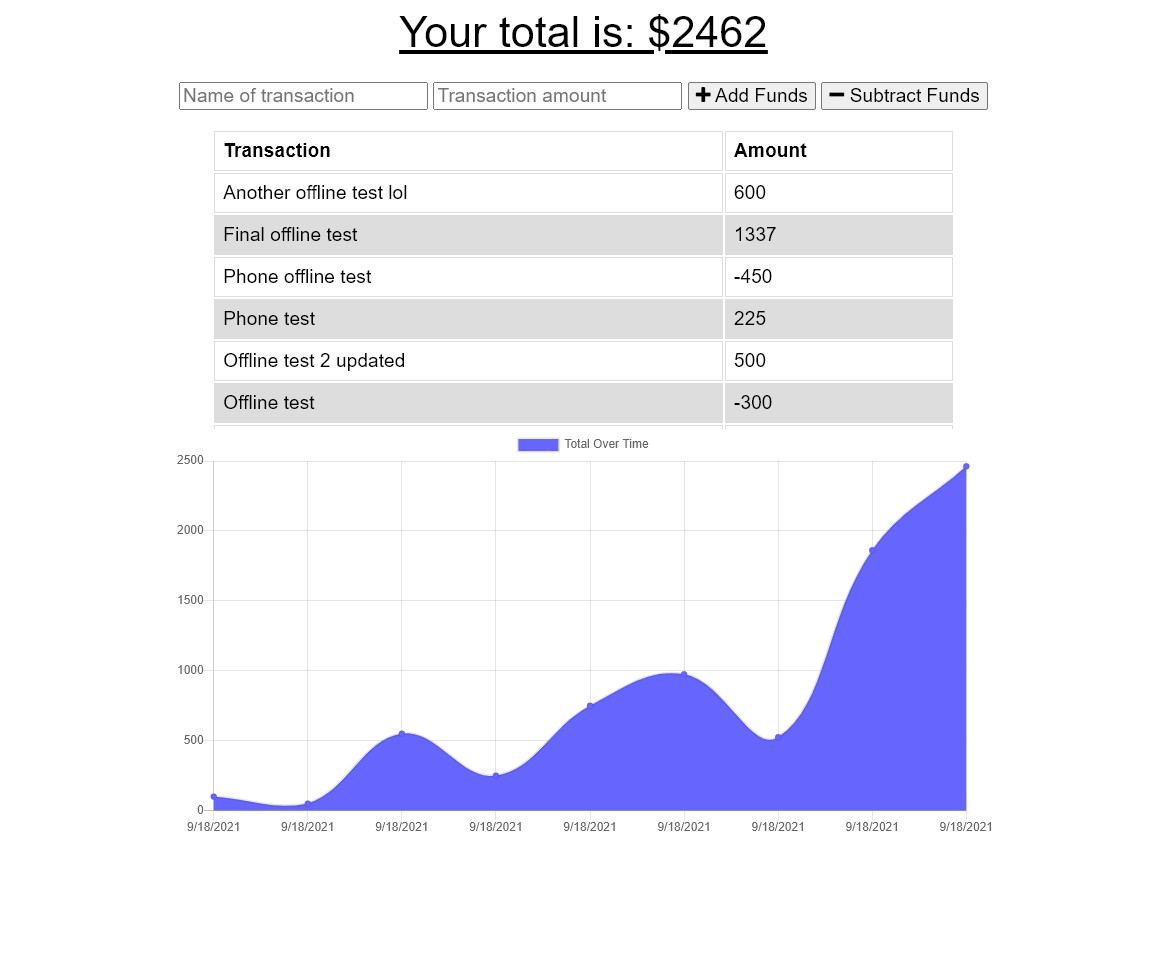 Your total is: $2462
Name of transaction Transaction amount Add Funds Subtract Funds
Transaction Amount
Another offline test lol 600
Final offline test 1337
Phone offline test -450
Phone test 225
Offline test 2 updated 500
Offline test -300
Total Over Time
2500
2000
1500
1000
500
0
9/18/2021 9/18/2021 9/18/2021 9/18/2021 9/18/2021 9/18/2021 9/18/2021 9/18/2021 9/18/2021